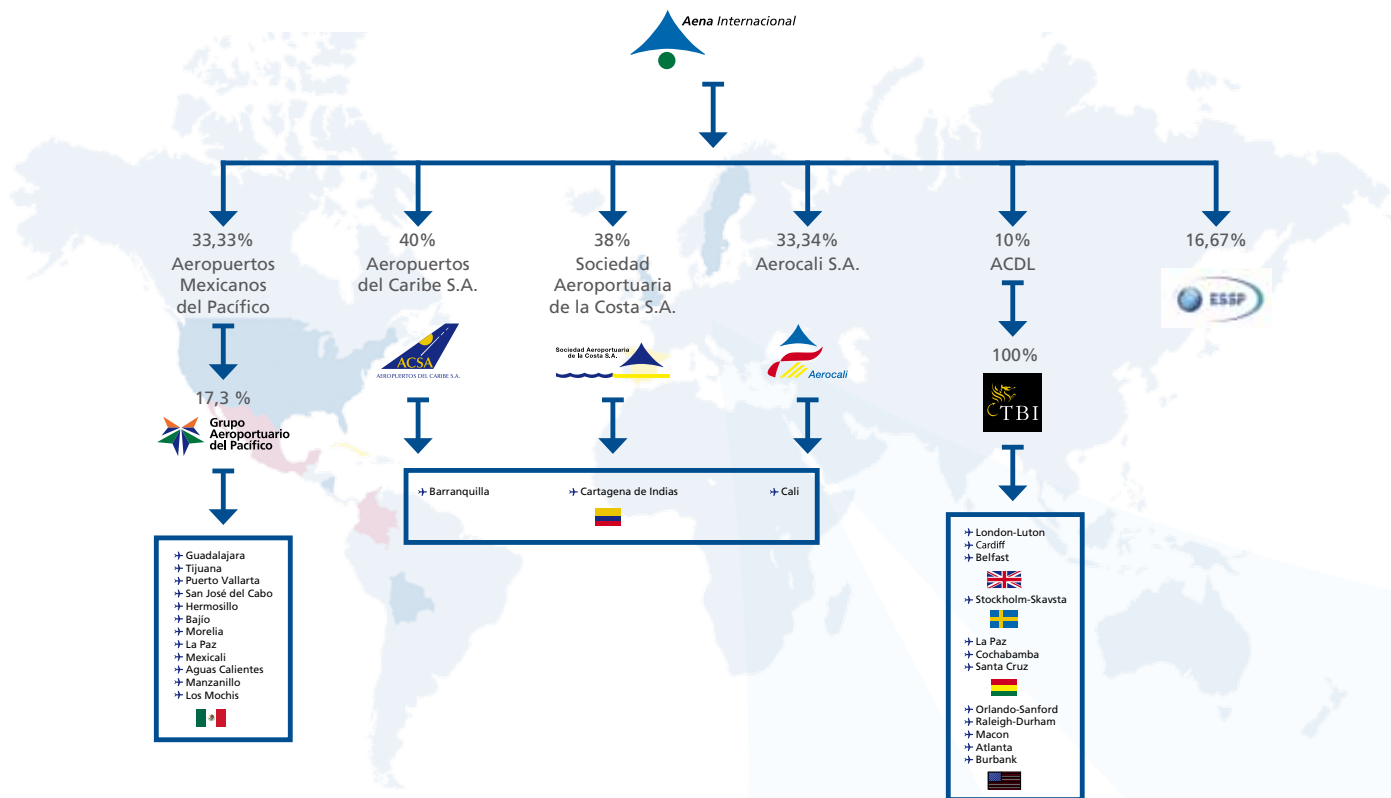 Aena Internacional
33,33%
Aeropuertos
Mexicanos
del Pacífico
40%
Aeropuertos
del Caribe S.A.
38%
Sociedad
Aeroportuaria
de la Costa S.A.
33,34%
Aerocali S.A.
10%
ACDL
16,67%
ESSP
ACSA
AEROPUERTOS DEL CARIBE S.A.
Sociedad Aeroportuaria
de la Costa S.A.
Aerocali
100%
TBI
17,3 %
Grupo
Aeroportuario
del Pacífico
Barranquilla
Cartagena de Indias
Cali
Guadalajara
Tijuana
Puerto Vallarta
San José del Cabo
Hermosillo
Bajío
Morelia
La Paz
Mexicali
Aguas Calientes
Manzanillo
Los Mochis
London-Luton
Cardiff
Belfast
Stockholm-Skavsta
La Paz
Cochabamba
Santa Cruz
Orlando-Sanford
Raleigh-Durham
Macon
Atlanta
Burbank